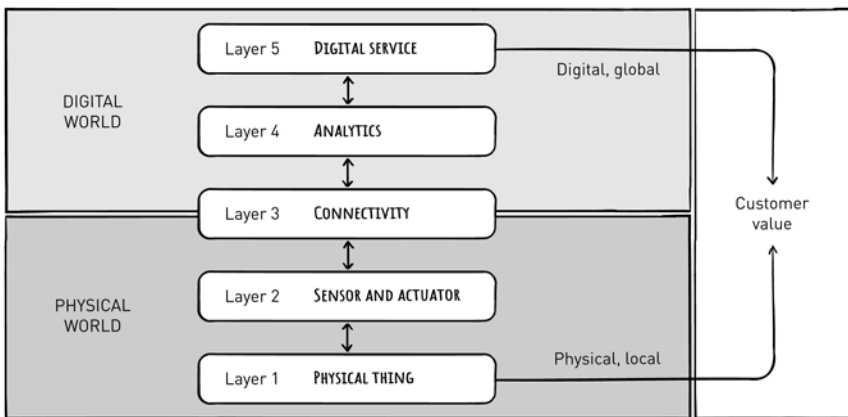 Layer 5 DIGITAL SERVICE
Digital, global
DIGITAL
WORLD
Layer 4 ANALYTICS
Layer 3 CONNECTIVITY
Customer
value
Layer 2 SENSOR AND ACTUATOR
PHYSICAL
WORLD
Physical, local
Layer 1 PHYSICAL THING